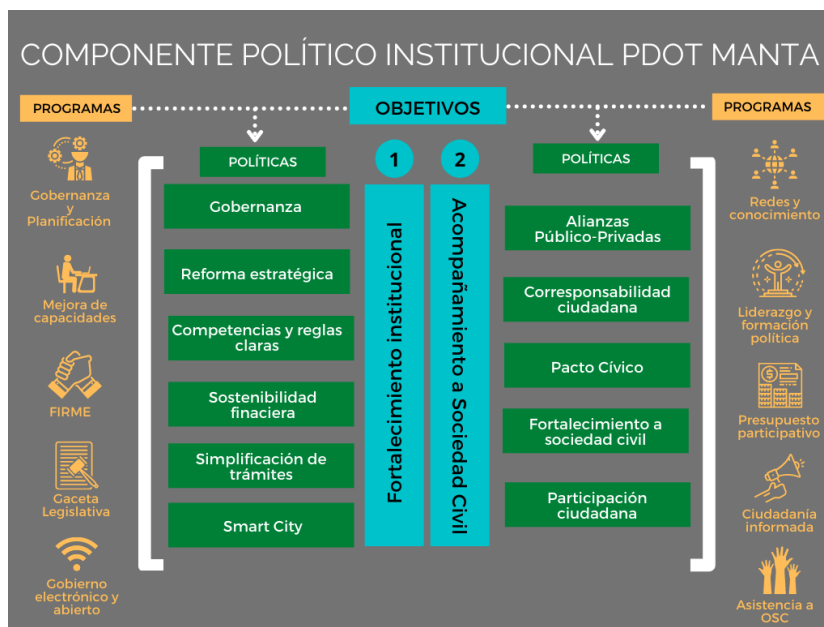 COMPONENTE POLÍTICO INSTITUCIONAL PDOT MANTA
PROGRAMAS
OBJETIVOS
PROGRAMAS
Gobernanza
y
Planificación
Mejora de
capacidades
FIRME
Gaceta
Legislativa
Gobierno
electrónico y
abierto
POLÍTICAS
Gobernanza
Reforma estratégica
Competencias y reglas
claras
Sostenibilidad
finaciera
Simplificación de
trámites
Smart City
1
Fortalecimiento institucional
2
Acompañamiento a Sociedad Civil
POLÍTICAS
Alianzas
Público-Privadas
Corresponsabilidad
ciudadana
Pacto Cívico
Fortalecimiento a
sociedad civil
Participación
ciudadana
Redes y
conocimiento
Liderazgo y
formación
política
Presupuesto
participativo
Ciudadanía
informada
Asistencia a
OSC